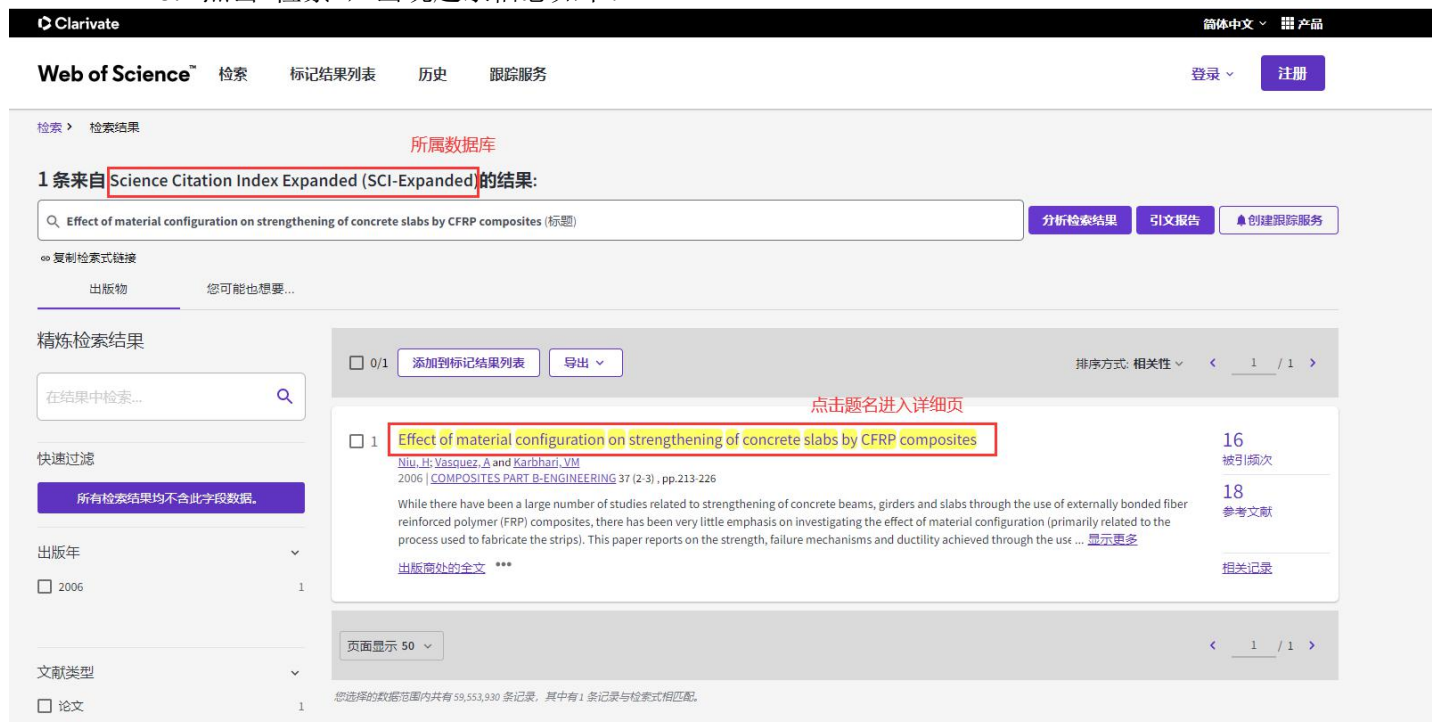 Clarivate 简体中文 产品
Web of Science™ 检索 标记结果列表 历史 跟踪服务 登录 注册
检索 > 检索结果
所属数据库
1 条来自 Science Citation Index Expanded (SCI-Expanded)的结果:
Effect of material configuration on strengthening of concrete slabs by CFRP composites (标题) 分析检索结果 引文报告 创建跟踪服务
复制检索式链接
出版物 您可能也想要...
精炼检索结果
0/1 添加到标记结果列表 导出 排序方式: 相关性 < 1 / 1 >
在结果中检索...
点击题名进入详细页
1 Effect of material configuration on strengthening of concrete slabs by CFRP composites 16
Niu, H; Vasquez, A and Karbhari, VM 被引频次
快速过滤
2006 | COMPOSITES PART B-ENGINEERING 37 (2-3) , pp.213-226
所有检索结果均不含此字段数据。
While there have been a large number of studies related to strengthening of concrete beams, girders and slabs through the use of externally bonded fiber 18
reinforced polymer (FRP) composites, there has been very little emphasis on investigating the effect of material configuration (primarily related to the 参考文献
process used to fabricate the strips). This paper reports on the strength, failure mechanisms and ductility achieved through the use ... 显示更多
出版年
出版商处的全文 ••• 相关记录
2006 1
页面显示 50 < 1 / 1 >
文献类型
您选择的数据范围内共有 59,553,930 条记录，其中有 1 条记录与检索式相匹配。
论文 1